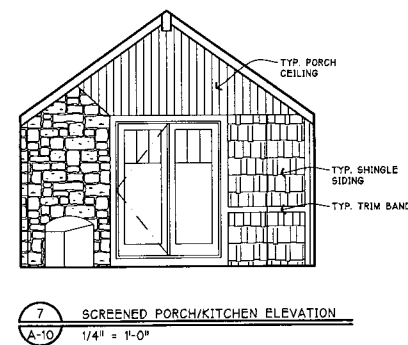 TYP. PORCH
CEILING
TYP. SHINGLE
SIDING
TYP. TRIM BAND
7
A-10
SCREENED PORCH/KITCHEN ELEVATION
1/4" = 1'-0"